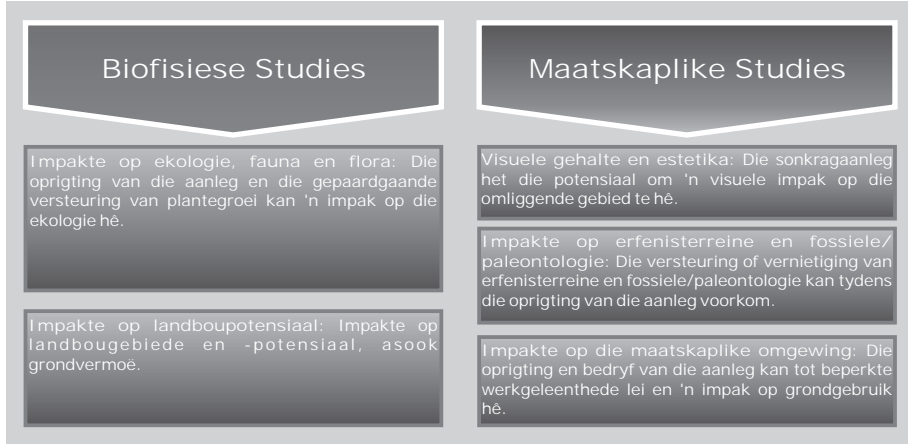 Biofisiese Studies
Impakte op ekologie, fauna en flora: Die
oprigting van die aanleg en die gepaardgaande
versteuring van plantegroei kan 'n impak op die
ekologie hê.
Impakte op landboupotensiaal: Impakte op
landbougebiede en -potensiaal, asook
grondvermoë.
Maatskaplike Studies
Visuele gehalte en estetika: Die sonkragaanleg
het die potensiaal om 'n visuele impak op die
omliggende gebied te hê.
Impakte op erfenisterreine en fossiele/
paleontologie: Die versteuring of vernietiging van
erfenisterreine en fossiele/paleontologie kan tydens
die oprigting van die aanleg voorkom.
Impakte op die maatskaplike omgewing: Die
oprigting en bedryf van die aanleg kan tot beperkte
werkgeleenthede lei en 'n impak op grondgebruik
hê.